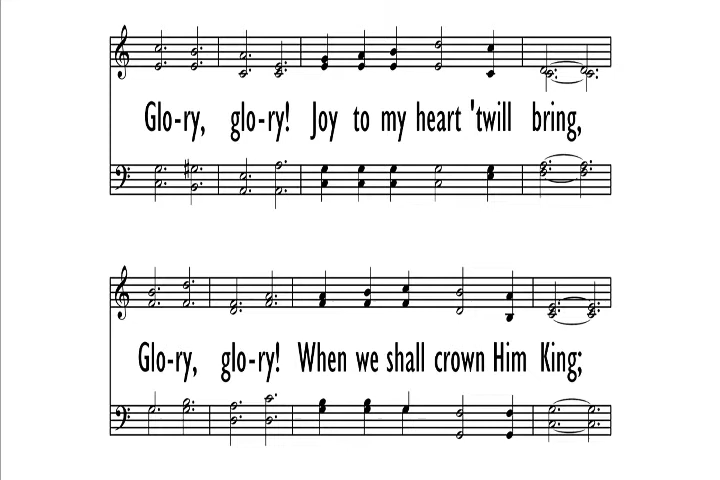 Glo-ry, glo-ry! Joy to my heart 'twill bring,
Glo-ry, glo-ry! When we shall crown Him King;